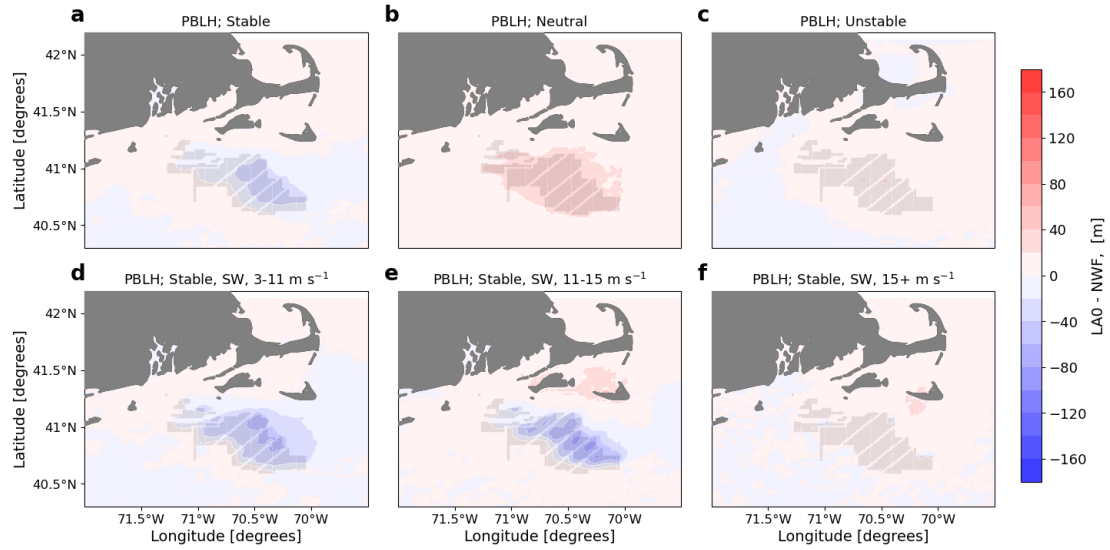 a PBLH; Stable
b PBLH; Neutral
c PBLH; Unstable
Latitude [degrees]
42°N
41.5°N
41°N
40.5°N
d PBLH; Stable, SW, 3-11 m s⁻¹
e PBLH; Stable, SW, 11-15 m s⁻¹
f PBLH; Stable, SW, 15+ m s⁻¹
Latitude [degrees]
42°N
41.5°N
41°N
40.5°N
71.5°W 71°W 70.5°W 70°W
71.5°W 71°W 70.5°W 70°W
71.5°W 71°W 70.5°W 70°W
Longitude [degrees]
Longitude [degrees]
Longitude [degrees]
160
120
80
40
0
−40
−80
−120
−160
LA0 - NWF, [m]